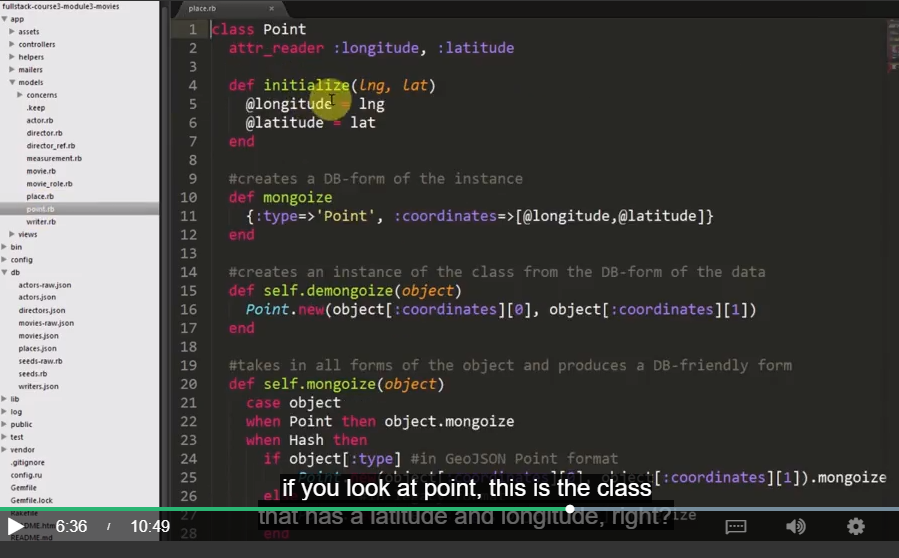 fullstack-course3-module3-movies
app
assets
controllers
helpers
mailers
models
concerns
.keep
actor.rb
director.rb
director_ref.rb
measurement.rb
movie.rb
movie_role.rb
place.rb
point.rb
writer.rb
views
bin
config
db
actors-raw.json
actors.json
directors.json
movies-raw.json
movies.json
places.json
seeds-raw.rb
seeds.rb
writers.json
lib
log
public
test
vendor
.gitignore
config.ru
Gemfile
Gemfile.lock
Rakefile
README.md
place.rb ×
1 class Point
2 attr_reader :longitude, :latitude
3
4 def initialize(lng, lat)
5 @longitude = lng
6 @latitude = lat
7 end
8
9 #creates a DB-form of the instance
10 def mongoize
11 {:type=>'Point', :coordinates=>[@longitude,@latitude]}
12 end
13
14 #creates an instance of the class from the DB-form of the data
15 def self.demongoize(object)
16 Point.new(object[:coordinates][0], object[:coordinates][1])
17 end
18
19 #takes in all forms of the object and produces a DB-friendly form
20 def self.mongoize(object)
21 case object
22 when Point then object.mongoize
23 when Hash then
24 if object[:type] #in GeoJSON Point format
25 Point.new(object[:coordinates][0], object[:coordinates][1]).mongoize
26
27
28 end
if you look at point, this is the class
that has a latitude and longitude, right?
6:36 / 10:49